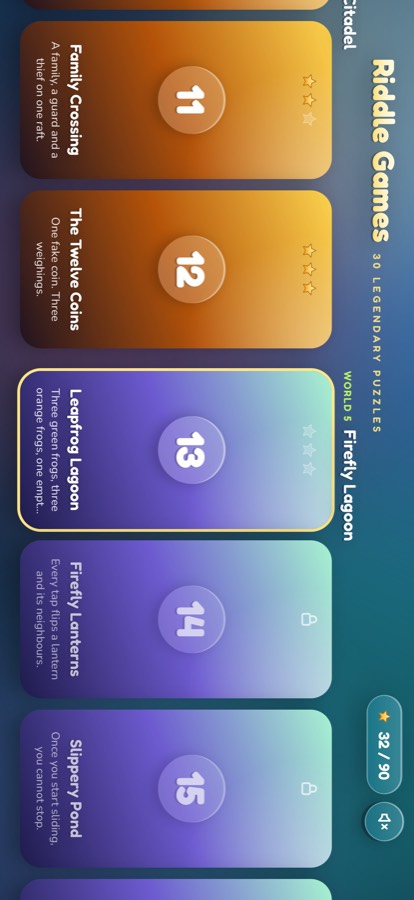 Riddle Games 30 LEGENDARY PUZZLES
32 / 90
Citadel
WORLD 5 Firefly Lagoon
11
Family Crossing
A family, a guard and a
thief on one raft.
12
The Twelve Coins
One fake coin. Three
weighings.
13
Leapfrog Lagoon
Three green frogs, three
orange frogs, one empt...
14
Firefly Lanterns
Every tap flips a lantern
and its neighbours.
15
Slippery Pond
Once you start sliding,
you cannot stop.